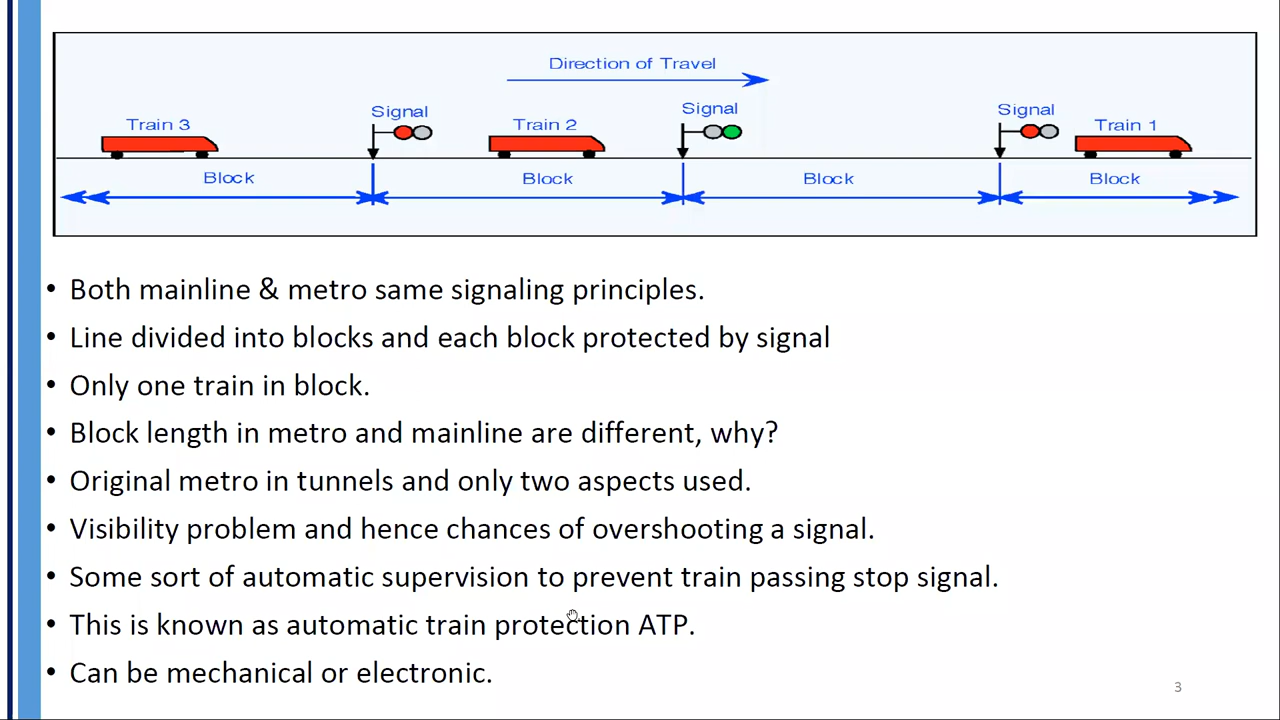 Direction of Travel
Signal Signal Signal
Train 3 Train 2 Train 1
Block Block Block Block
• Both mainline & metro same signaling principles.
• Line divided into blocks and each block protected by signal
• Only one train in block.
• Block length in metro and mainline are different, why?
• Original metro in tunnels and only two aspects used.
• Visibility problem and hence chances of overshooting a signal.
• Some sort of automatic supervision to prevent train passing stop signal.
• This is known as automatic train protection ATP.
• Can be mechanical or electronic.
3